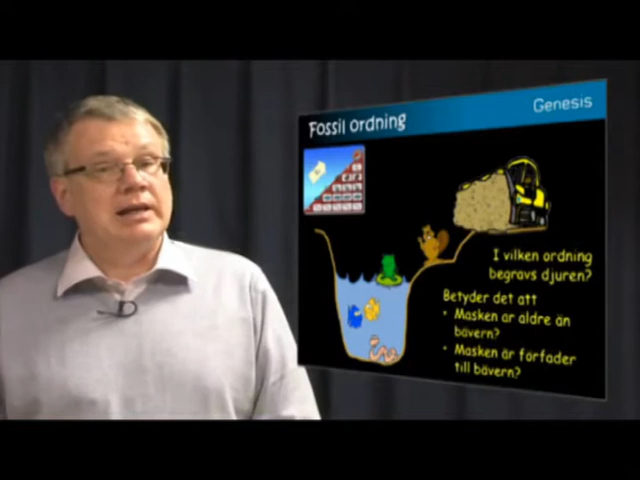 Genesis
Fossil ordning
I vilken ordning
begravs djuren?
Betyder det att
• Masken är äldre än
bävern?
• Masken är förfader
till bävern?